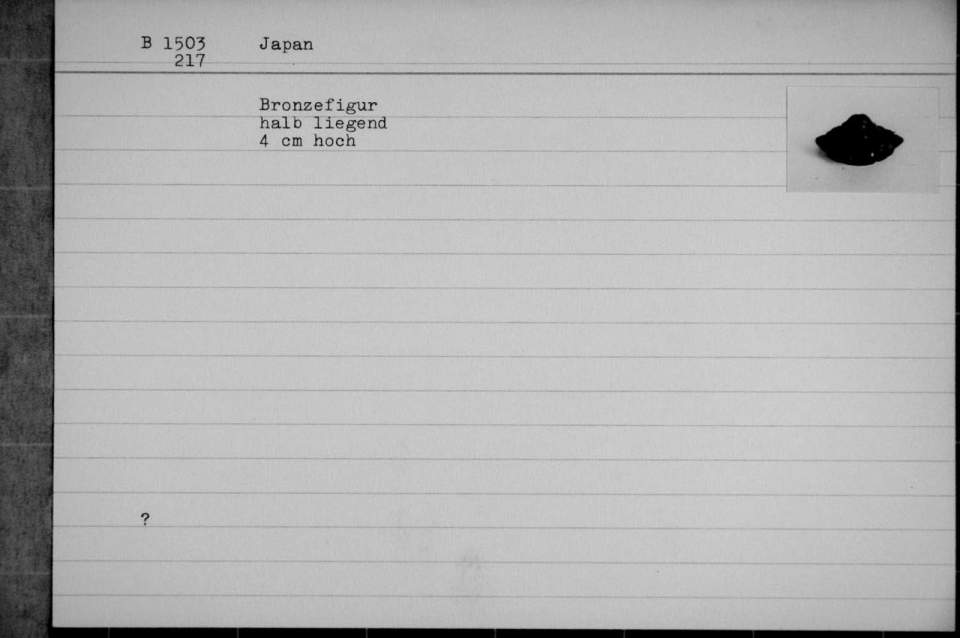 B 1503 Japan
217
Bronzefigur
halb liegend
4 cm hoch
?